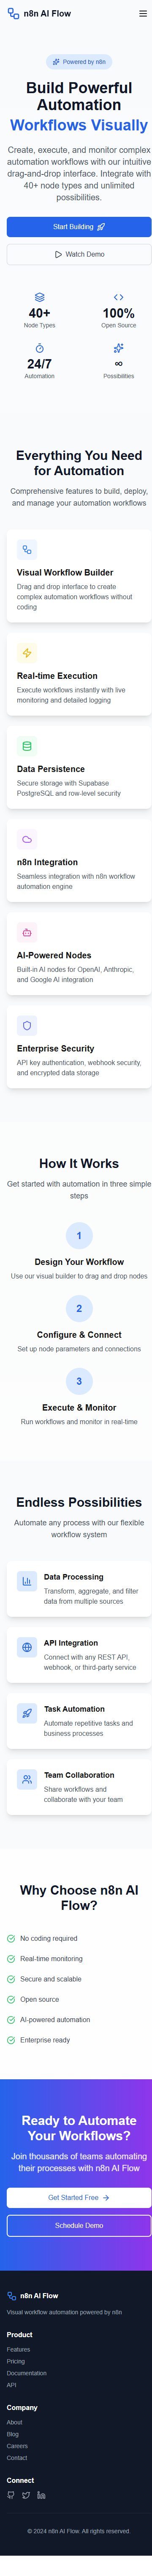 n8n AI Flow
Powered by n8n
Build Powerful
Automation
Workflows Visually
Create, execute, and monitor complex
automation workflows with our intuitive
drag-and-drop interface. Integrate with
40+ node types and unlimited
possibilities.
Start Building
Watch Demo
40+
Node Types
100%
Open Source
24/7
Automation
∞
Possibilities
Everything You Need
for Automation
Comprehensive features to build, deploy,
and manage your automation workflows
Visual Workflow Builder
Drag and drop interface to create
complex automation workflows without
coding
Real-time Execution
Execute workflows instantly with live
monitoring and detailed logging
Data Persistence
Secure storage with Supabase
PostgreSQL and row-level security
n8n Integration
Seamless integration with n8n workflow
automation engine
AI-Powered Nodes
Built-in AI nodes for OpenAI, Anthropic,
and Google AI integration
Enterprise Security
API key authentication, webhook security,
and encrypted data storage
How It Works
Get started with automation in three simple
steps
1
Design Your Workflow
Use our visual builder to drag and drop nodes
2
Configure & Connect
Set up node parameters and connections
3
Execute & Monitor
Run workflows and monitor in real-time
Endless Possibilities
Automate any process with our flexible
workflow system
Data Processing
Transform, aggregate, and filter
data from multiple sources
API Integration
Connect with any REST API,
webhook, or third-party service
Task Automation
Automate repetitive tasks and
business processes
Team Collaboration
Share workflows and
collaborate with your team
Why Choose n8n AI
Flow?
No coding required
Real-time monitoring
Secure and scalable
Open source
AI-powered automation
Enterprise ready
Ready to Automate
Your Workflows?
Join thousands of teams automating
their processes with n8n AI Flow
Get Started Free
Schedule Demo
n8n AI Flow
Visual workflow automation powered by n8n
Product
Features
Pricing
Documentation
API
Company
About
Blog
Careers
Contact
Connect
© 2024 n8n AI Flow. All rights reserved.